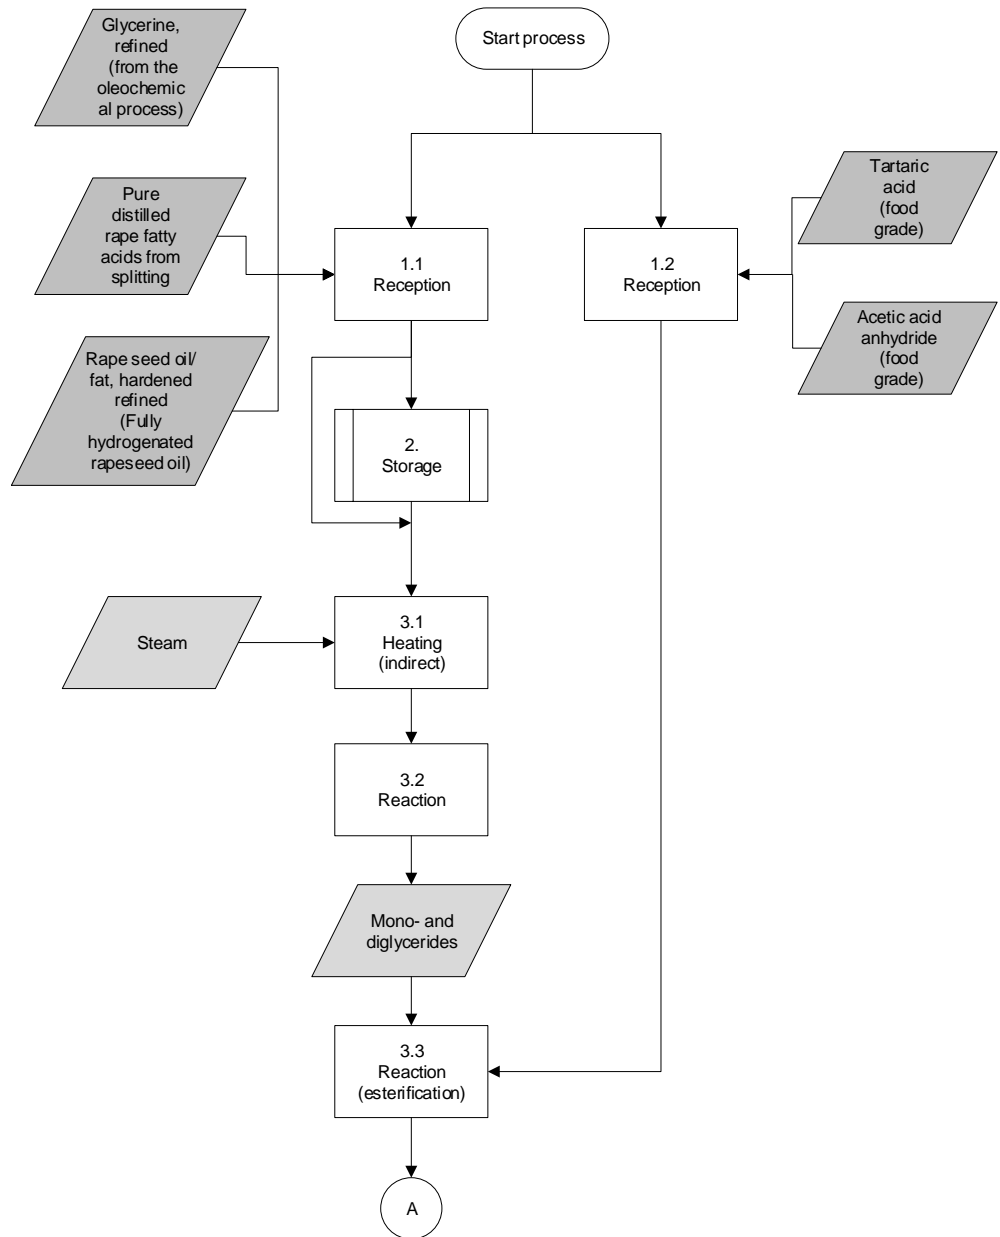 Glycerine,
refined
(from the
oleochemic
al process)
Start process
Pure
distilled
rape fatty
acids from
splitting
Tartaric
acid
(food
grade)
1.1
Reception
1.2
Reception
Rape seed oil/
fat, hardened
refined
(Fully
hydrogenated
rapeseed oil)
Acetic acid
anhydride
(food
grade)
2.
Storage
Steam
3.1
Heating
(indirect)
3.2
Reaction
Mono- and
diglycerides
3.3
Reaction
(esterification)
A